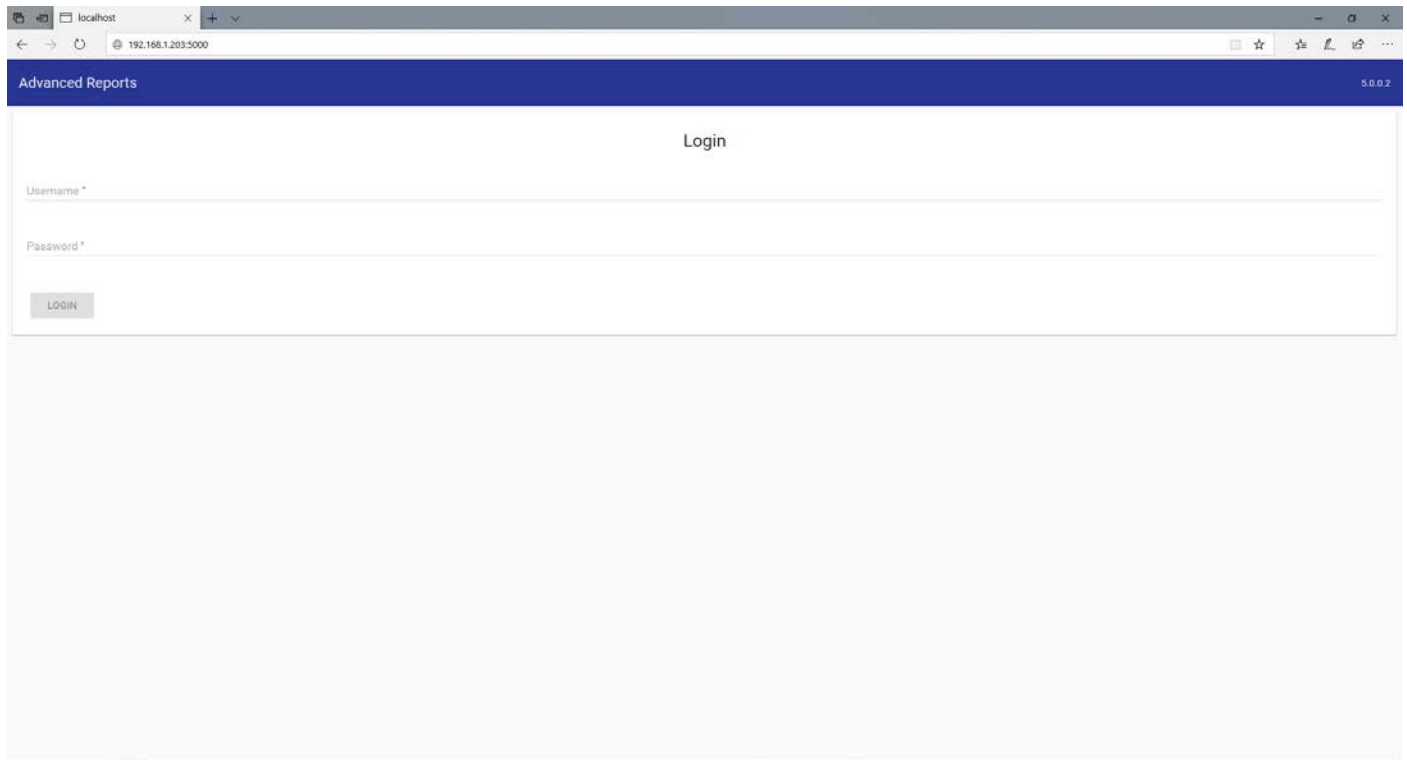 localhost
192.168.1.203:5000
Advanced Reports
5.0.0.2
Login
Username *
Password *
LOGIN